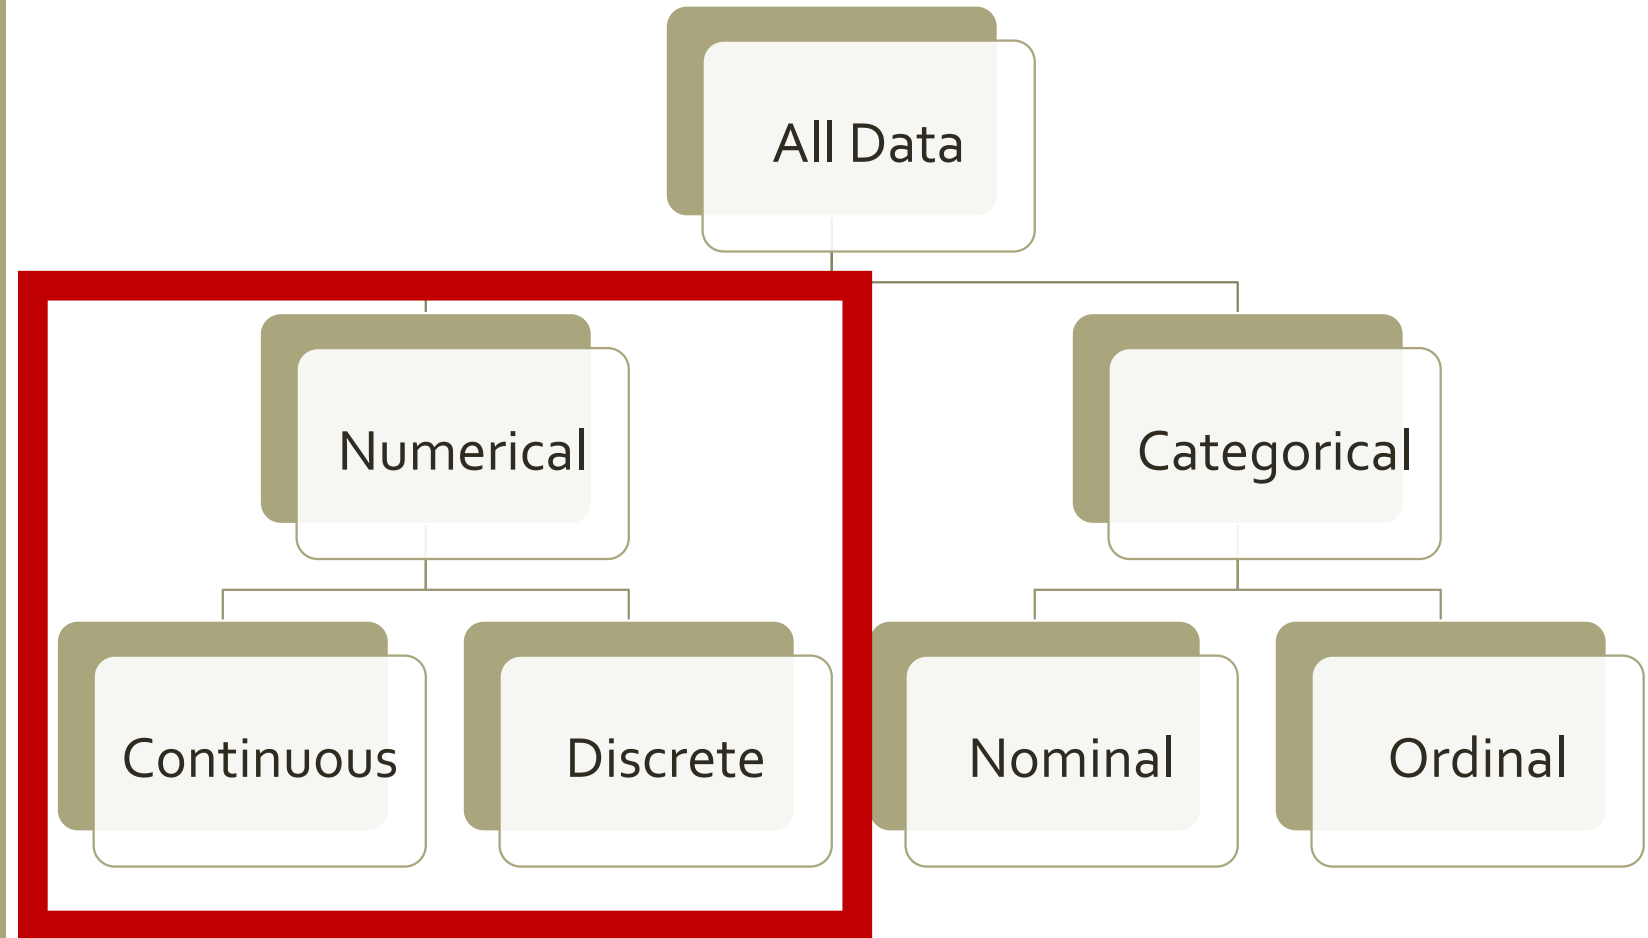 All Data
Numerical
Categorical
Continuous
Discrete
Nominal
Ordinal